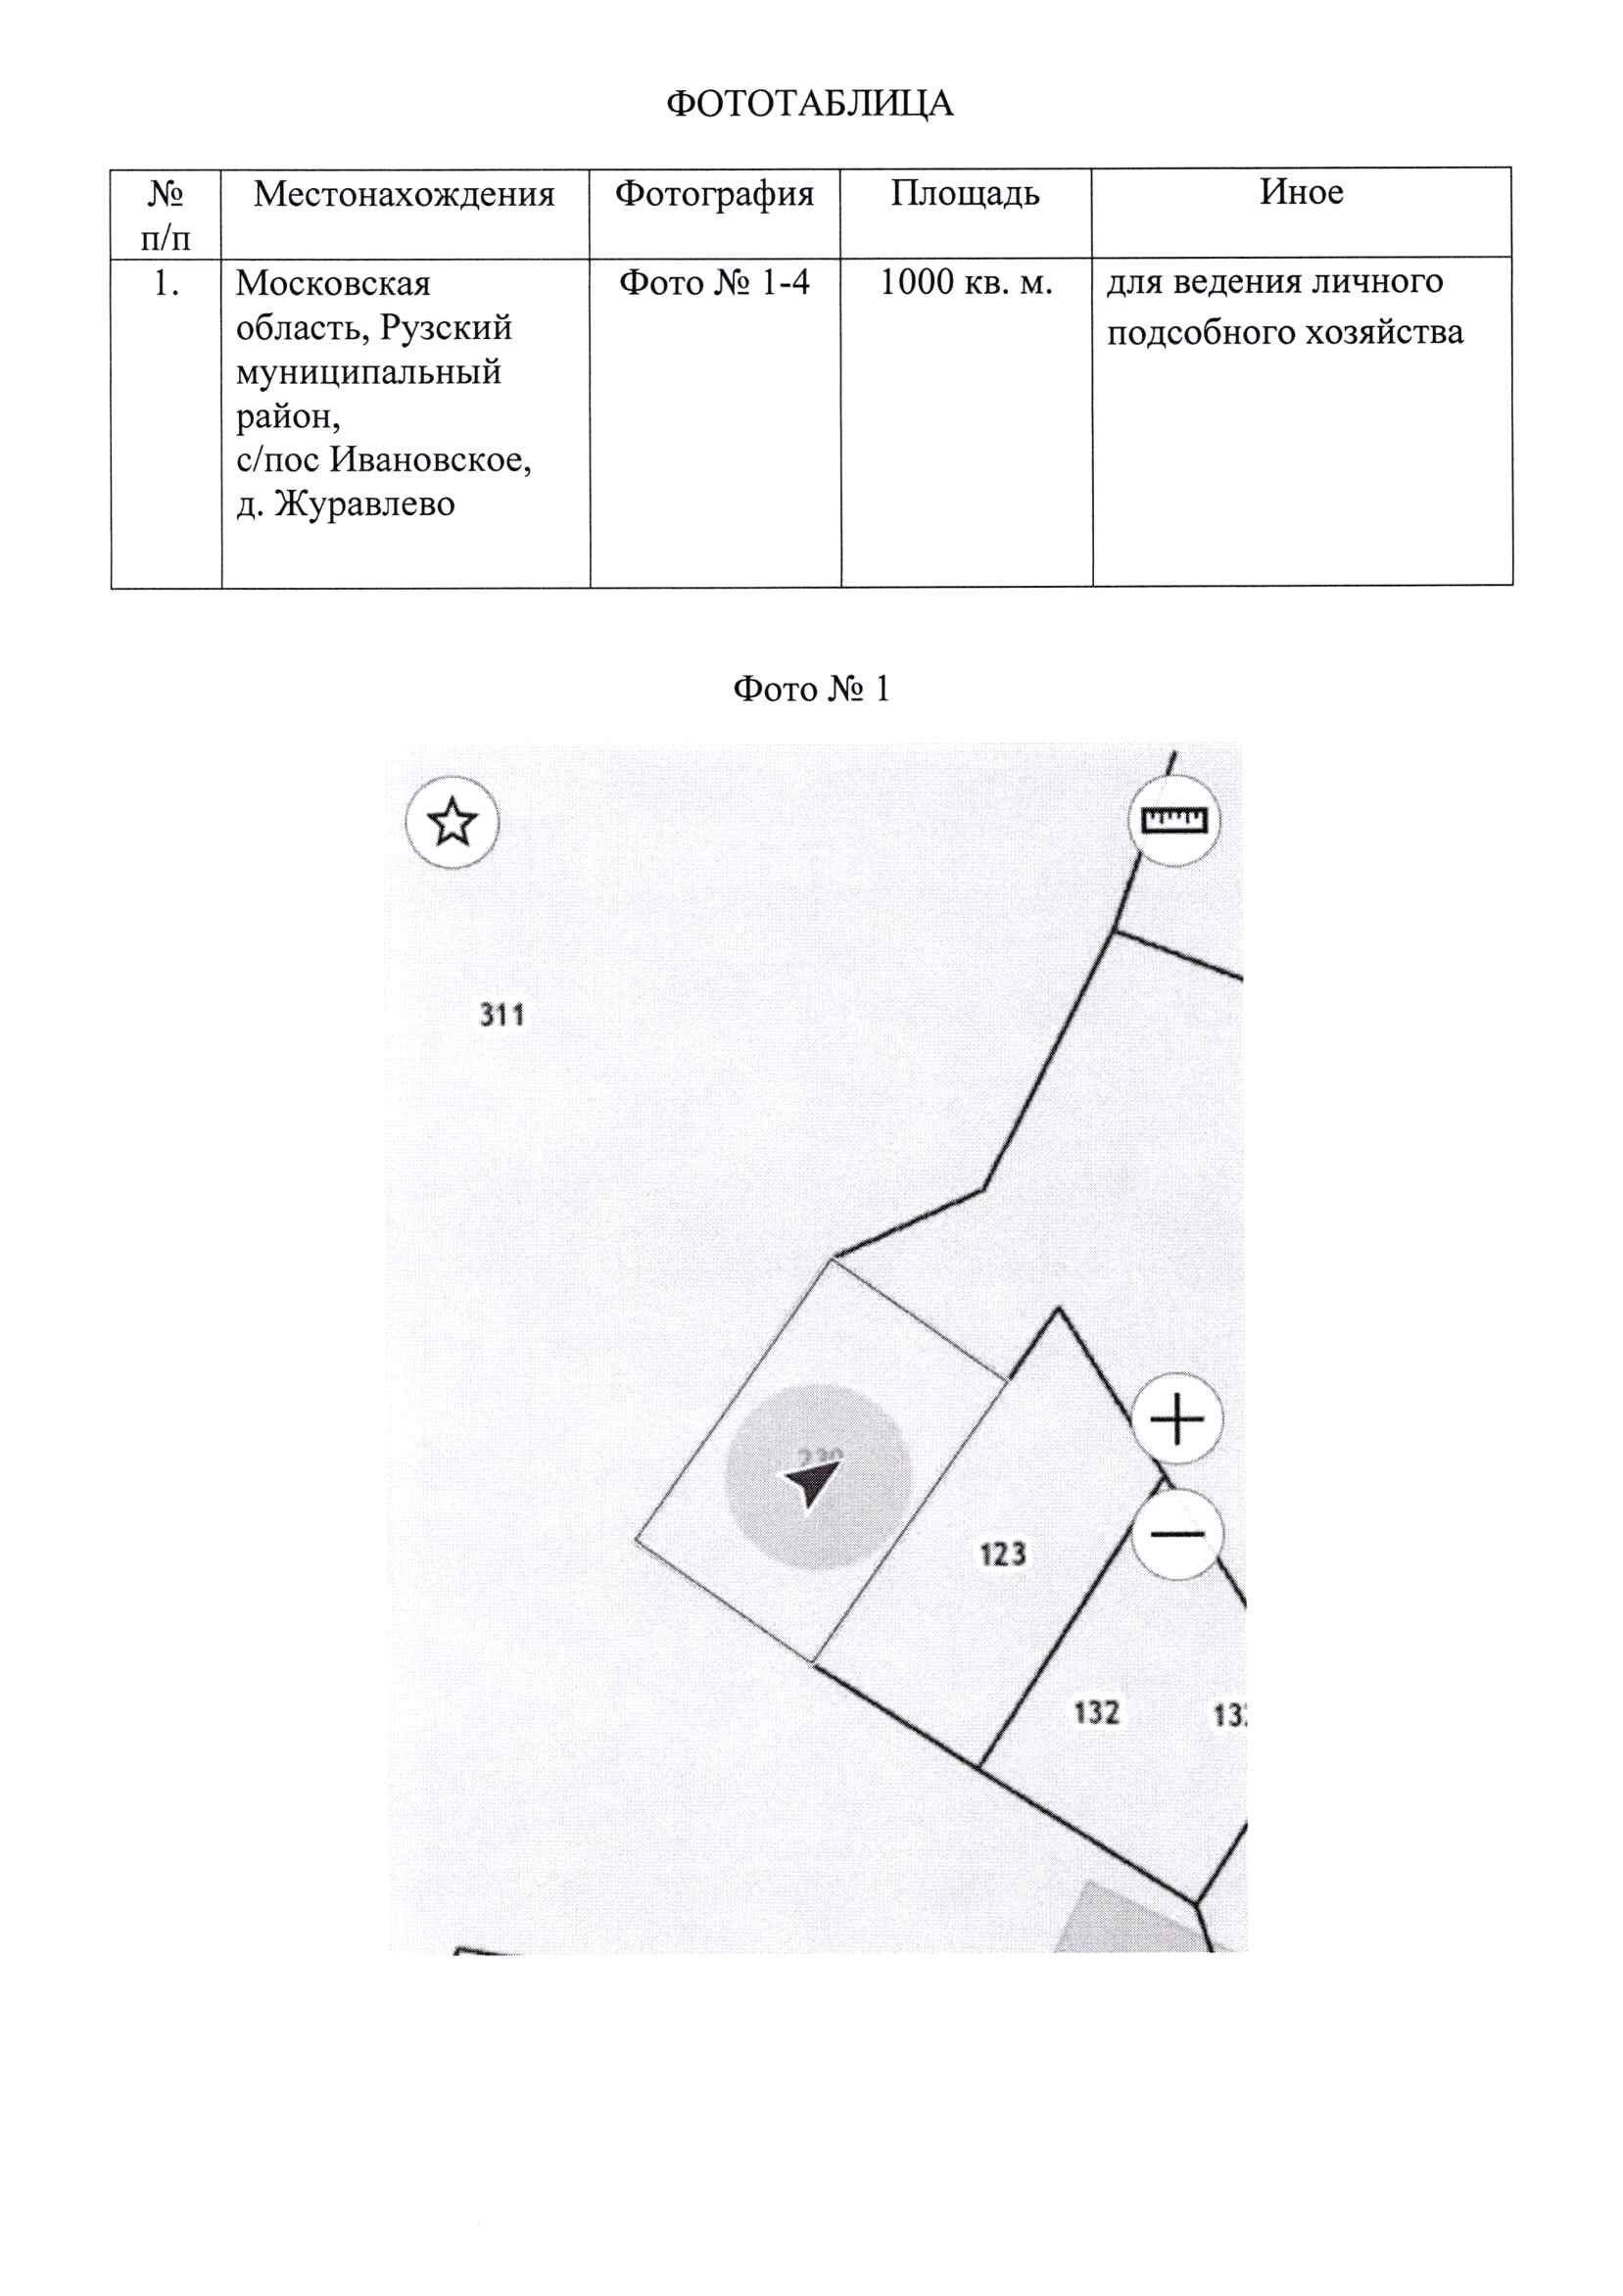 ФОТОТАБЛИЦА
№ п/п
Местонахождения
Фотография
Площадь
Иное
1.
Московская
область, Рузский
муниципальный
район,
с/пос Ивановское,
д. Журавлево
Фото № 1-4
1000 кв. м.
для ведения личного
подсобного хозяйства
Фото № 1
311
123
132